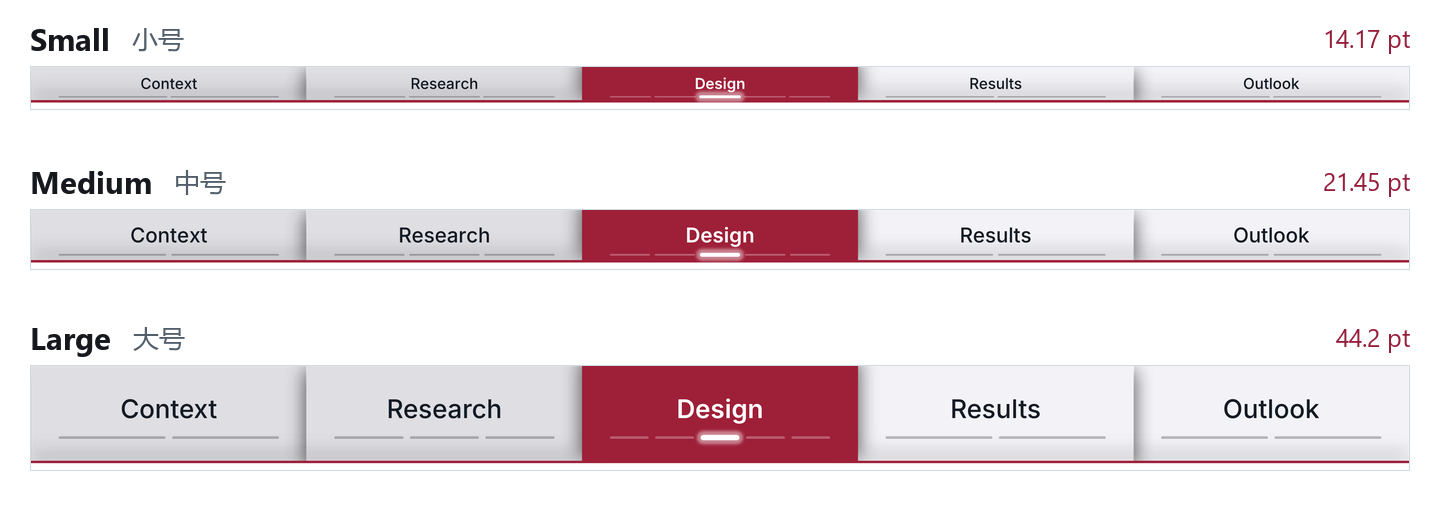 Small 小号 14.17 pt
Context Research Design Results Outlook
Medium 中号 21.45 pt
Context Research Design Results Outlook
Large 大号 44.2 pt
Context Research Design Results Outlook